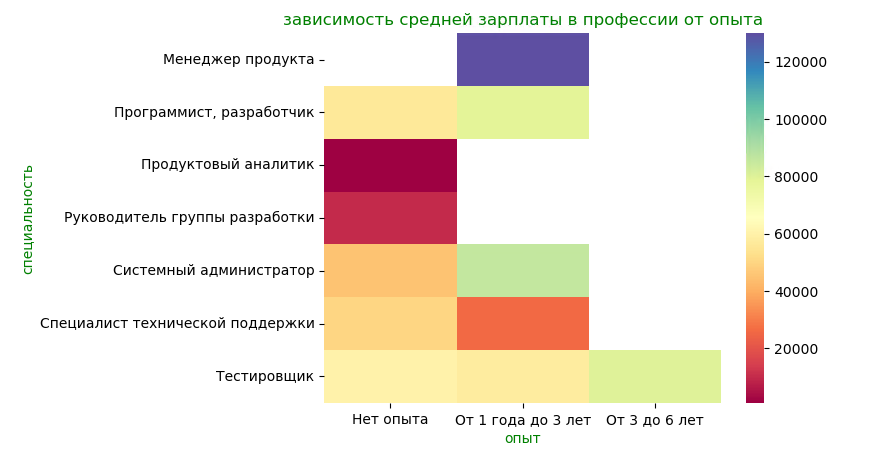 зависимость средней зарплаты в профессии от опыта
специальность
Менеджер продукта
Программист, разработчик
Продуктовый аналитик
Руководитель группы разработки
Системный администратор
Специалист технической поддержки
Тестировщик
Нет опыта
От 1 года до 3 лет
От 3 до 6 лет
опыт
120000
100000
80000
60000
40000
20000